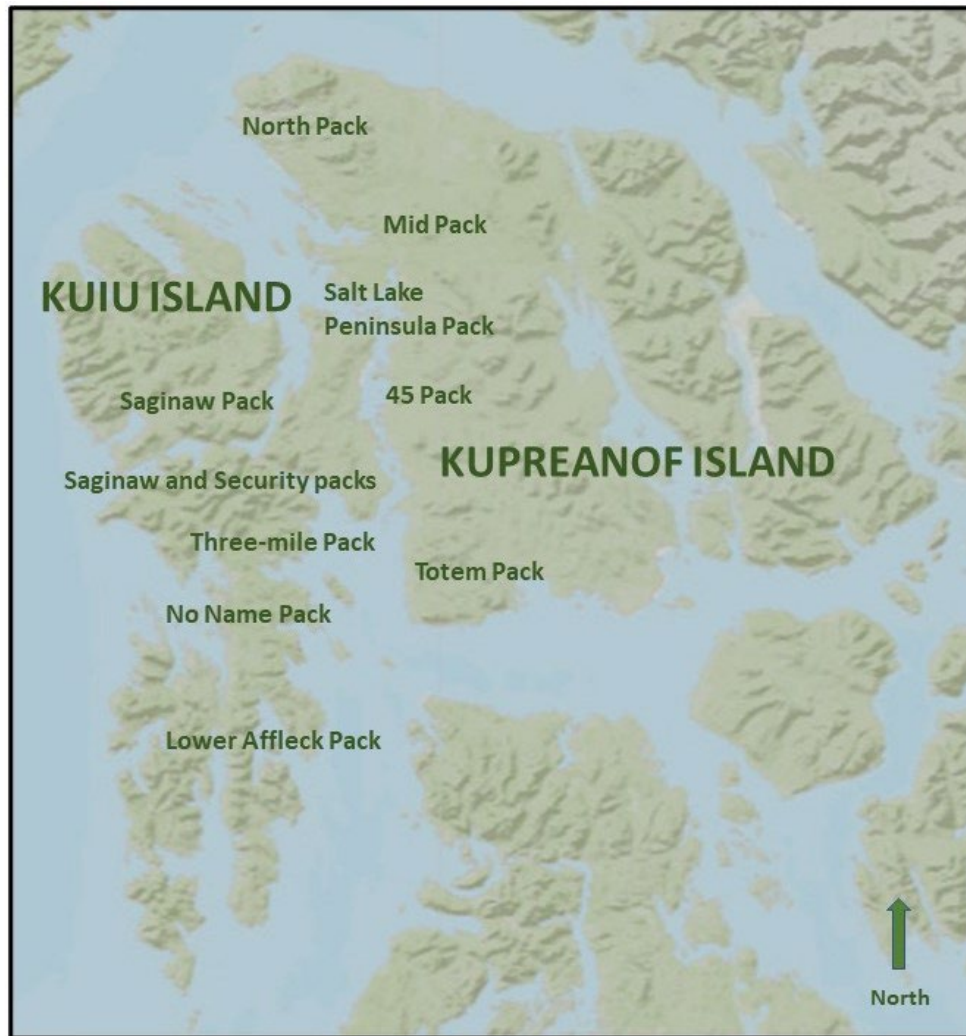 North Pack
Mid Pack
KUIU ISLAND
Salt Lake
Peninsula Pack
Saginaw Pack
45 Pack
KUPREANOF ISLAND
Saginaw and Security packs
Three-mile Pack
Totem Pack
No Name Pack
Lower Affleck Pack
North